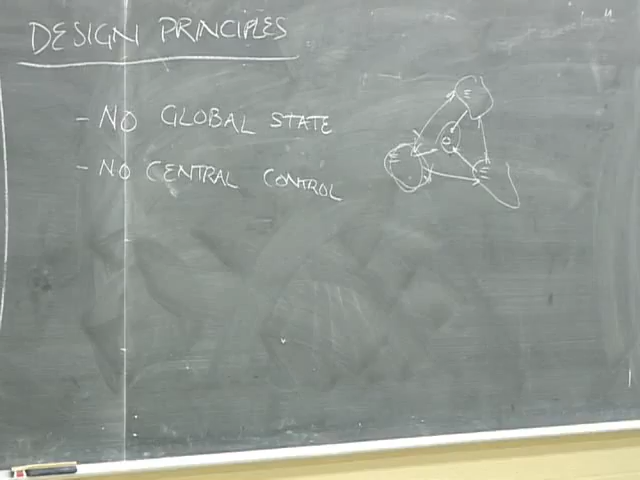 DESIGN PRINCIPLES
- NO GLOBAL STATE
- NO CENTRAL CONTROL
E
e
E
E